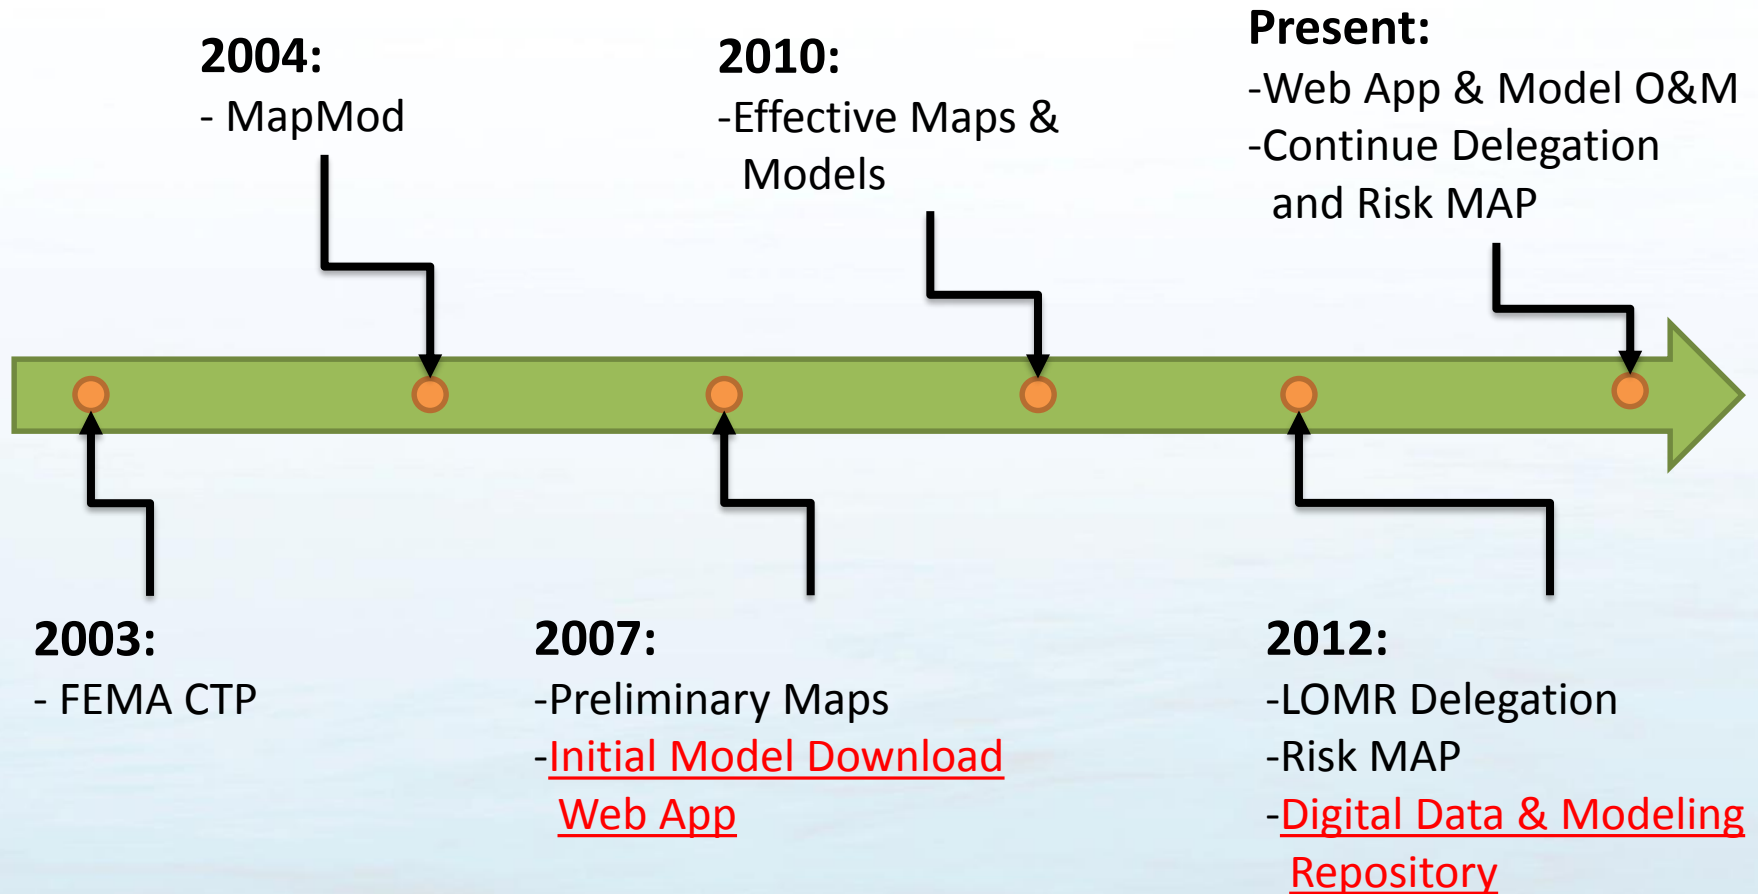 2004:
- MapMod
2010:
-Effective Maps &
Models
Present:
-Web App & Model O&M
-Continue Delegation
and Risk MAP
2003:
- FEMA CTP
2007:
-Preliminary Maps
-Initial Model Download
Web App
2012:
-LOMR Delegation
-Risk MAP
-Digital Data & Modeling
Repository